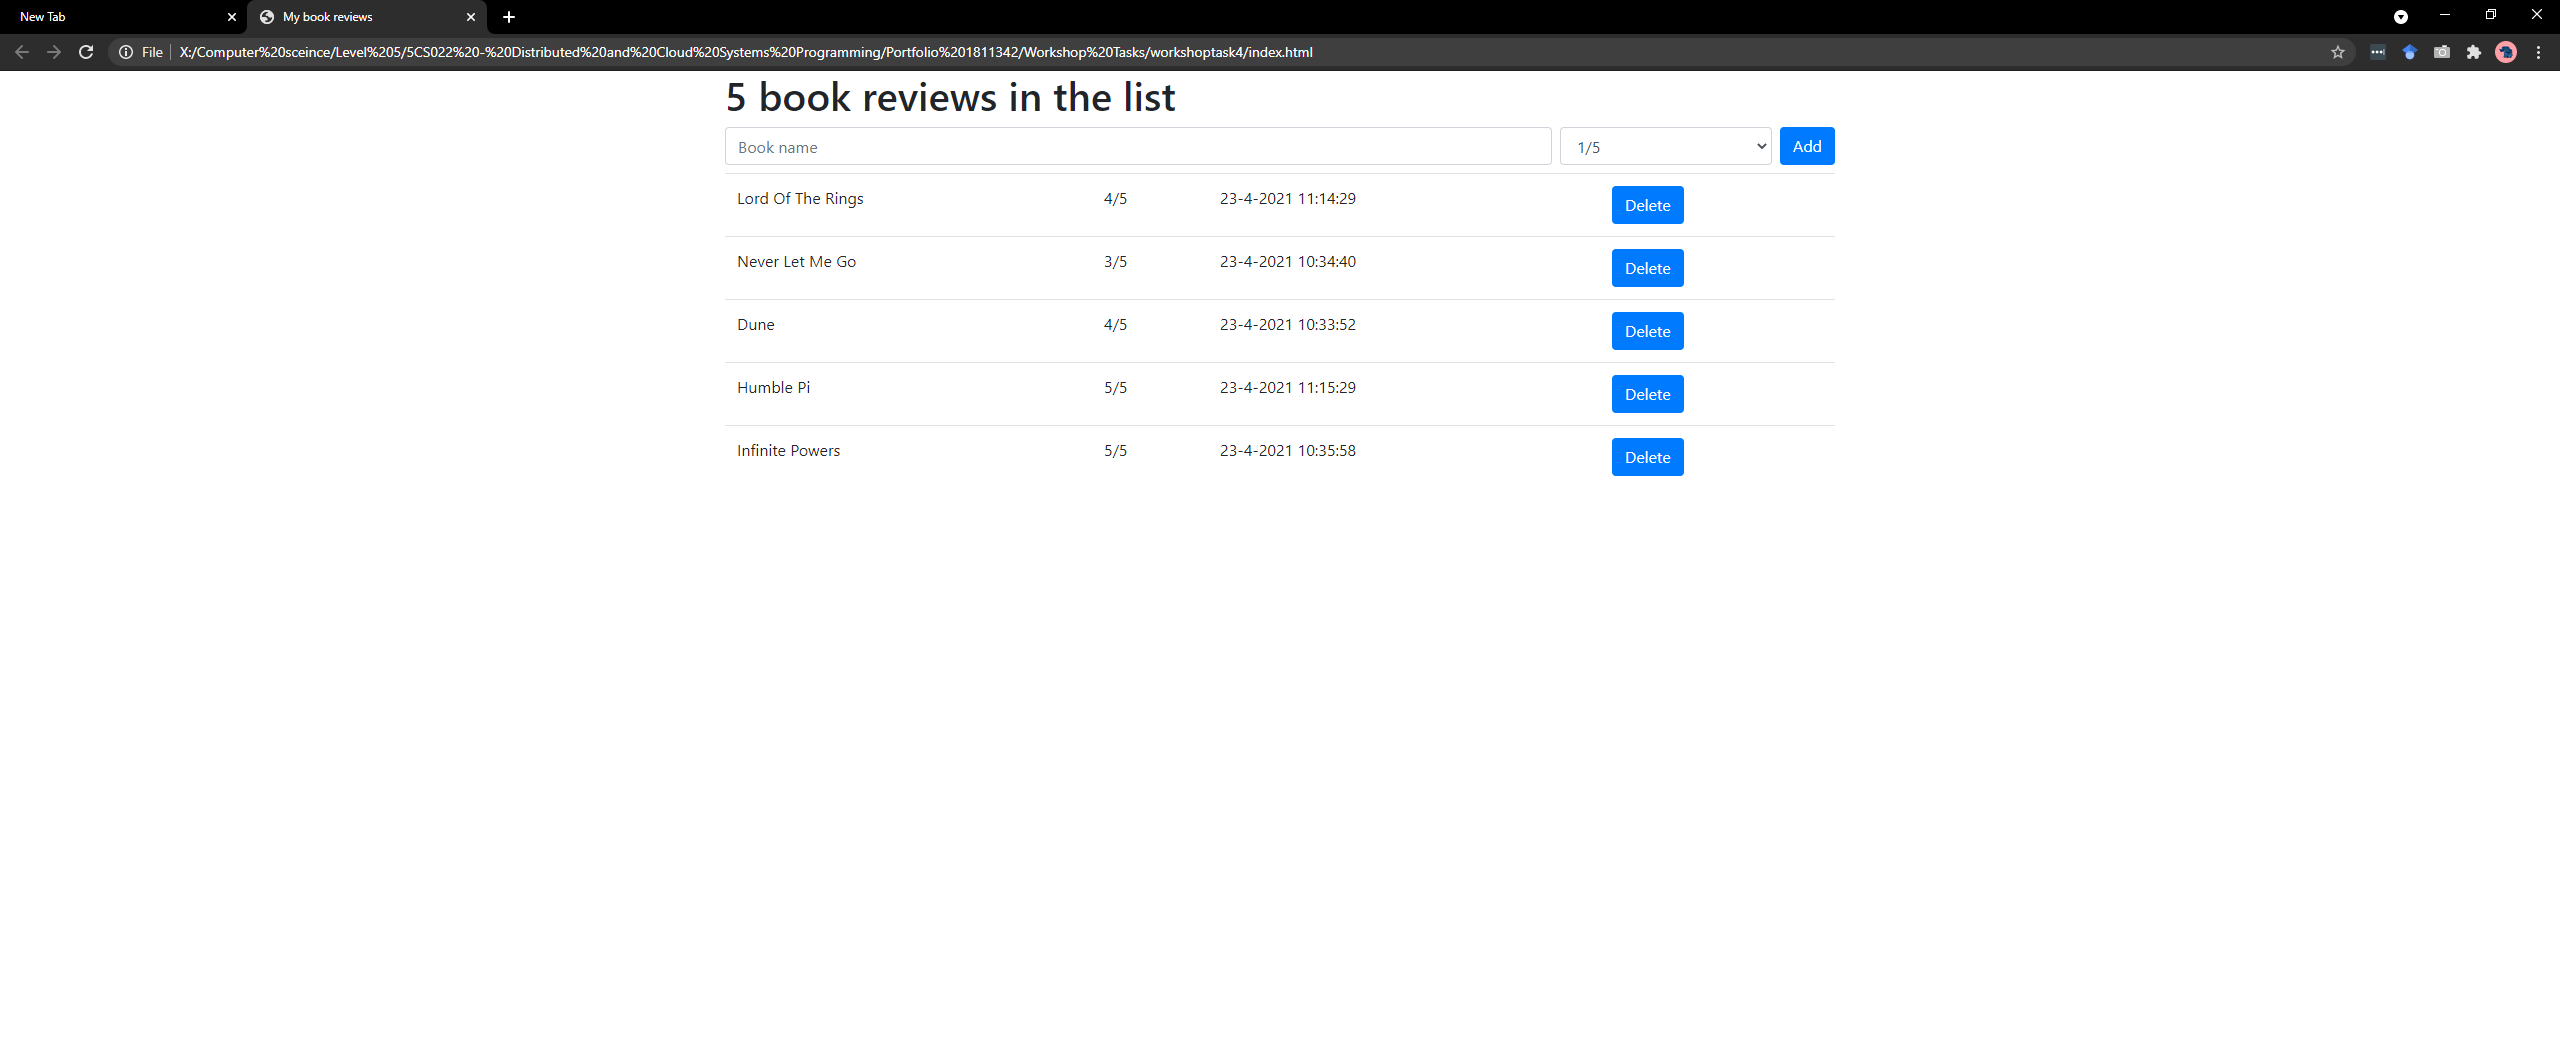 New Tab
My book reviews
File X:/Computer%20sceince/Level%205/5CS022%20-%20Distributed%20and%20Cloud%20Systems%20Programming/Portfolio%201811342/Workshop%20Tasks/workshoptask4/index.html
5 book reviews in the list
Book name 1/5 Add
Lord Of The Rings 4/5 23-4-2021 11:14:29 Delete
Never Let Me Go 3/5 23-4-2021 10:34:40 Delete
Dune 4/5 23-4-2021 10:33:52 Delete
Humble Pi 5/5 23-4-2021 11:15:29 Delete
Infinite Powers 5/5 23-4-2021 10:35:58 Delete